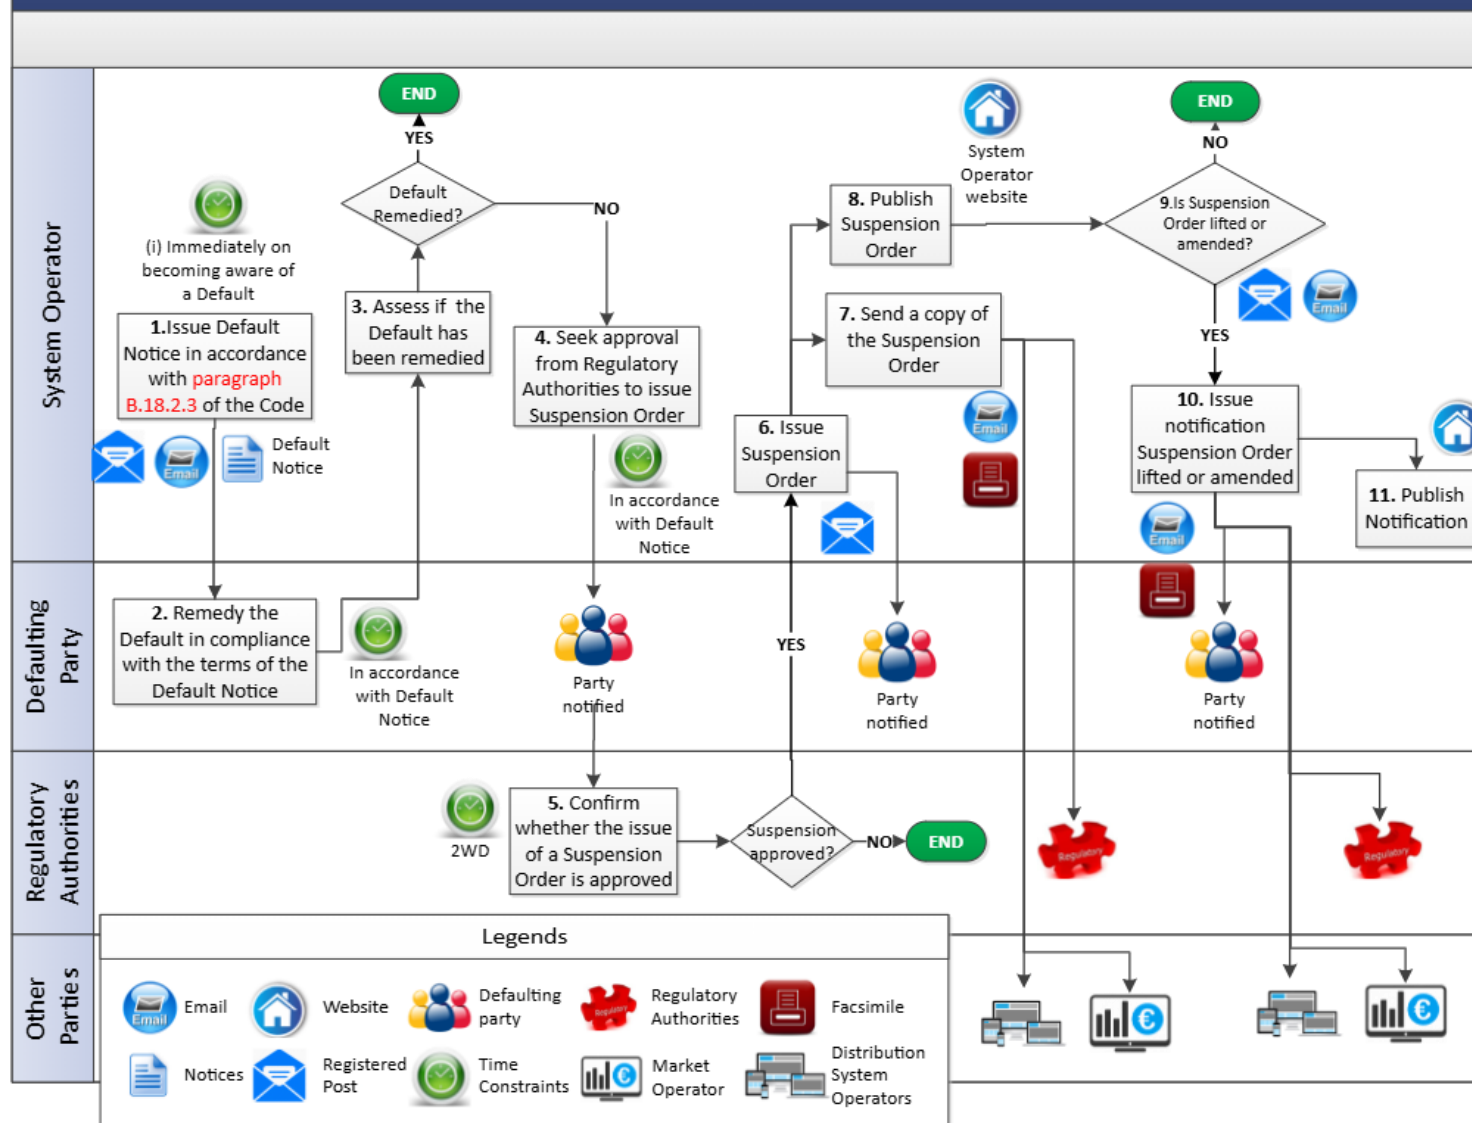 System Operator
END
YES
Default
Remedied?
NO
(i) Immediately on
becoming aware of
a Default
1.Issue Default
Notice in accordance
with paragraph
B.18.2.3 of the Code
Email
Default
Notice
3. Assess if the
Default has
been remedied
4. Seek approval
from Regulatory
Authorities to issue
Suspension Order
In accordance
with Default
Notice
System
Operator
website
8. Publish
Suspension
Order
7. Send a copy of
the Suspension
Order
Email
6. Issue
Suspension
Order
END
NO
9.Is Suspension
Order lifted or
amended?
Email
YES
10. Issue
notification
Suspension Order
lifted or amended
Email
11. Publish
Notification
Defaulting
Party
2. Remedy the
Default in compliance
with the terms of the
Default Notice
In accordance
with Default
Notice
Party
notified
YES
Party
notified
Party
notified
Regulatory
Authorities
2WD
5. Confirm
whether the issue
of a Suspension
Order is approved
Suspension
approved?
NO
END
Regulatory
Regulatory
Other
Parties
Legends
Email
Email
Website
Defaulting
party
Regulatory
Regulatory
Authorities
Facsimile
Notices
Registered
Post
Time
Constraints
Market
Operator
Distribution
System
Operators